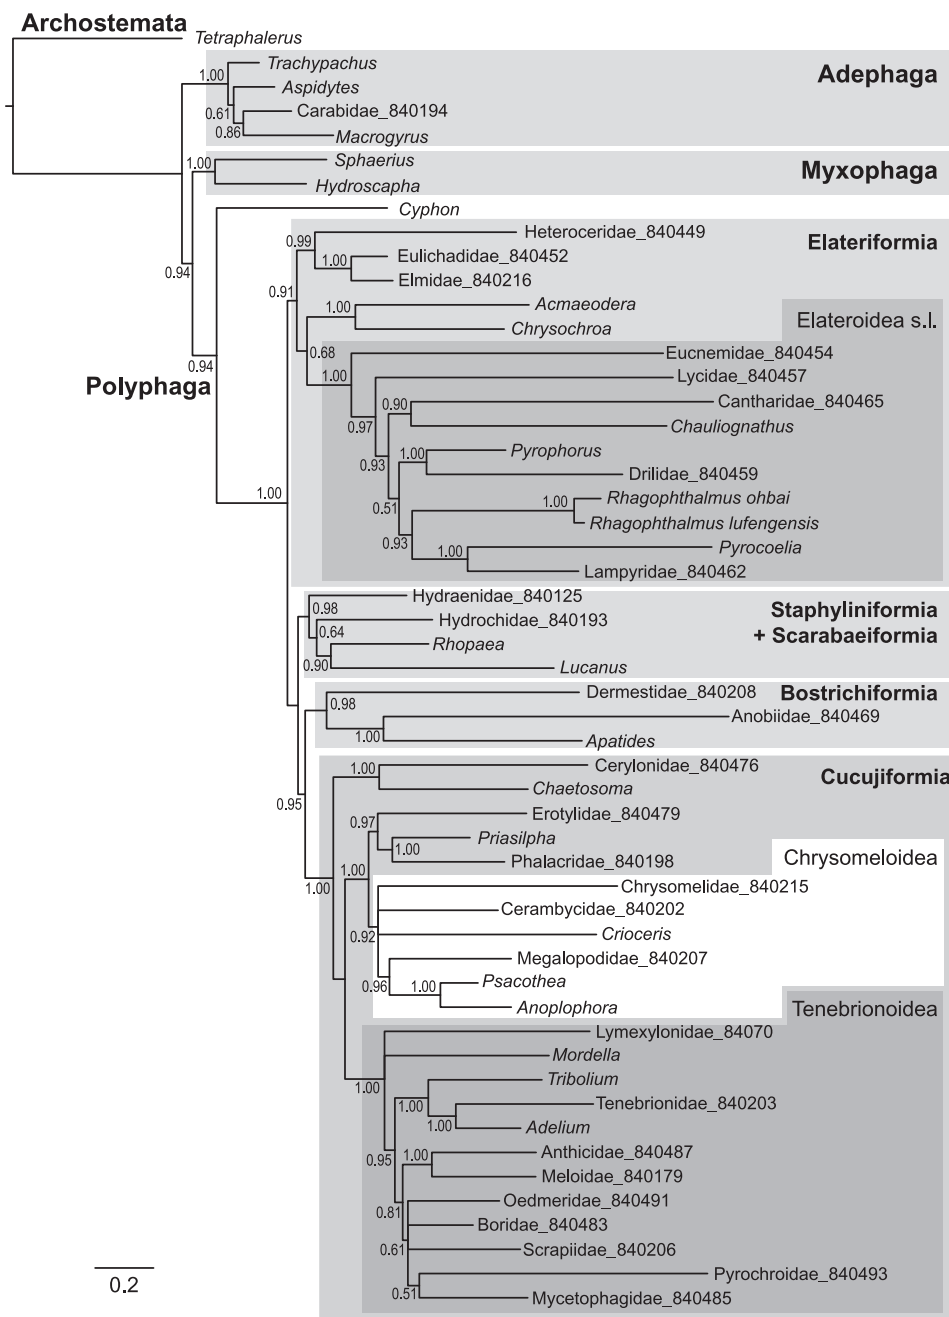 Archostemata
Tetraphalerus
Trachypachus
1.00
Adephaga
Aspidytes
0.61
Carabidae_840194
0.86
Macrogyrus
Sphaerius
1.00
Myxophaga
Hydroscapha
Cyphon
Heteroceridae_840449
0.99
Elateriformia
Eulichadidae_840452
1.00
0.94
Elmidae_840216
0.91
Acmaeodera
1.00
Elateroidea s.l.
Chrysochroa
0.68
Eucnemidae_840454
0.94
1.00
Lycidae_840457
Polyphaga
Cantharidae_840465
0.90
0.97
Chauliognathus
Pyrophorus
1.00
0.93
Drilidae_840459
1.00
Rhagophthalmus ohbai
1.00
0.51
Rhagophthalmus lufengensis
0.93
Pyrocoelia
1.00
Lampyridae_840462
Hydraenidae_840125
0.98
Staphyliniformia
Hydrochidae_840193
0.64
+ Scarabaeiformia
Rhopaea
0.90
Lucanus
Dermestidae_840208
Bostrichiformia
0.98
Anobiidae_840469
1.00
Apatides
Cerylonidae_840476
1.00
Cucujiformia
Chaetosoma
0.95
Erotylidae_840479
0.97
Priasilpha
1.00
Phalacridae_840198
Chrysomeloidea
1.00
1.00
Chrysomelidae_840215
Cerambycidae_840202
Crioceris
0.92
Megalopodidae_840207
0.96
Psacothea
1.00
Anoplophora
Tenebrionoidea
Lymexylonidae_84070
Mordella
Tribolium
1.00
1.00
Tenebrionidae_840203
1.00
Adelium
Anthicidae_840487
0.95
1.00
Meloidae_840179
Oedmeridae_840491
0.81
Boridae_840483
Scrapiidae_840206
0.61
Pyrochroidae_840493
0.51
Mycetophagidae_840485
0.2